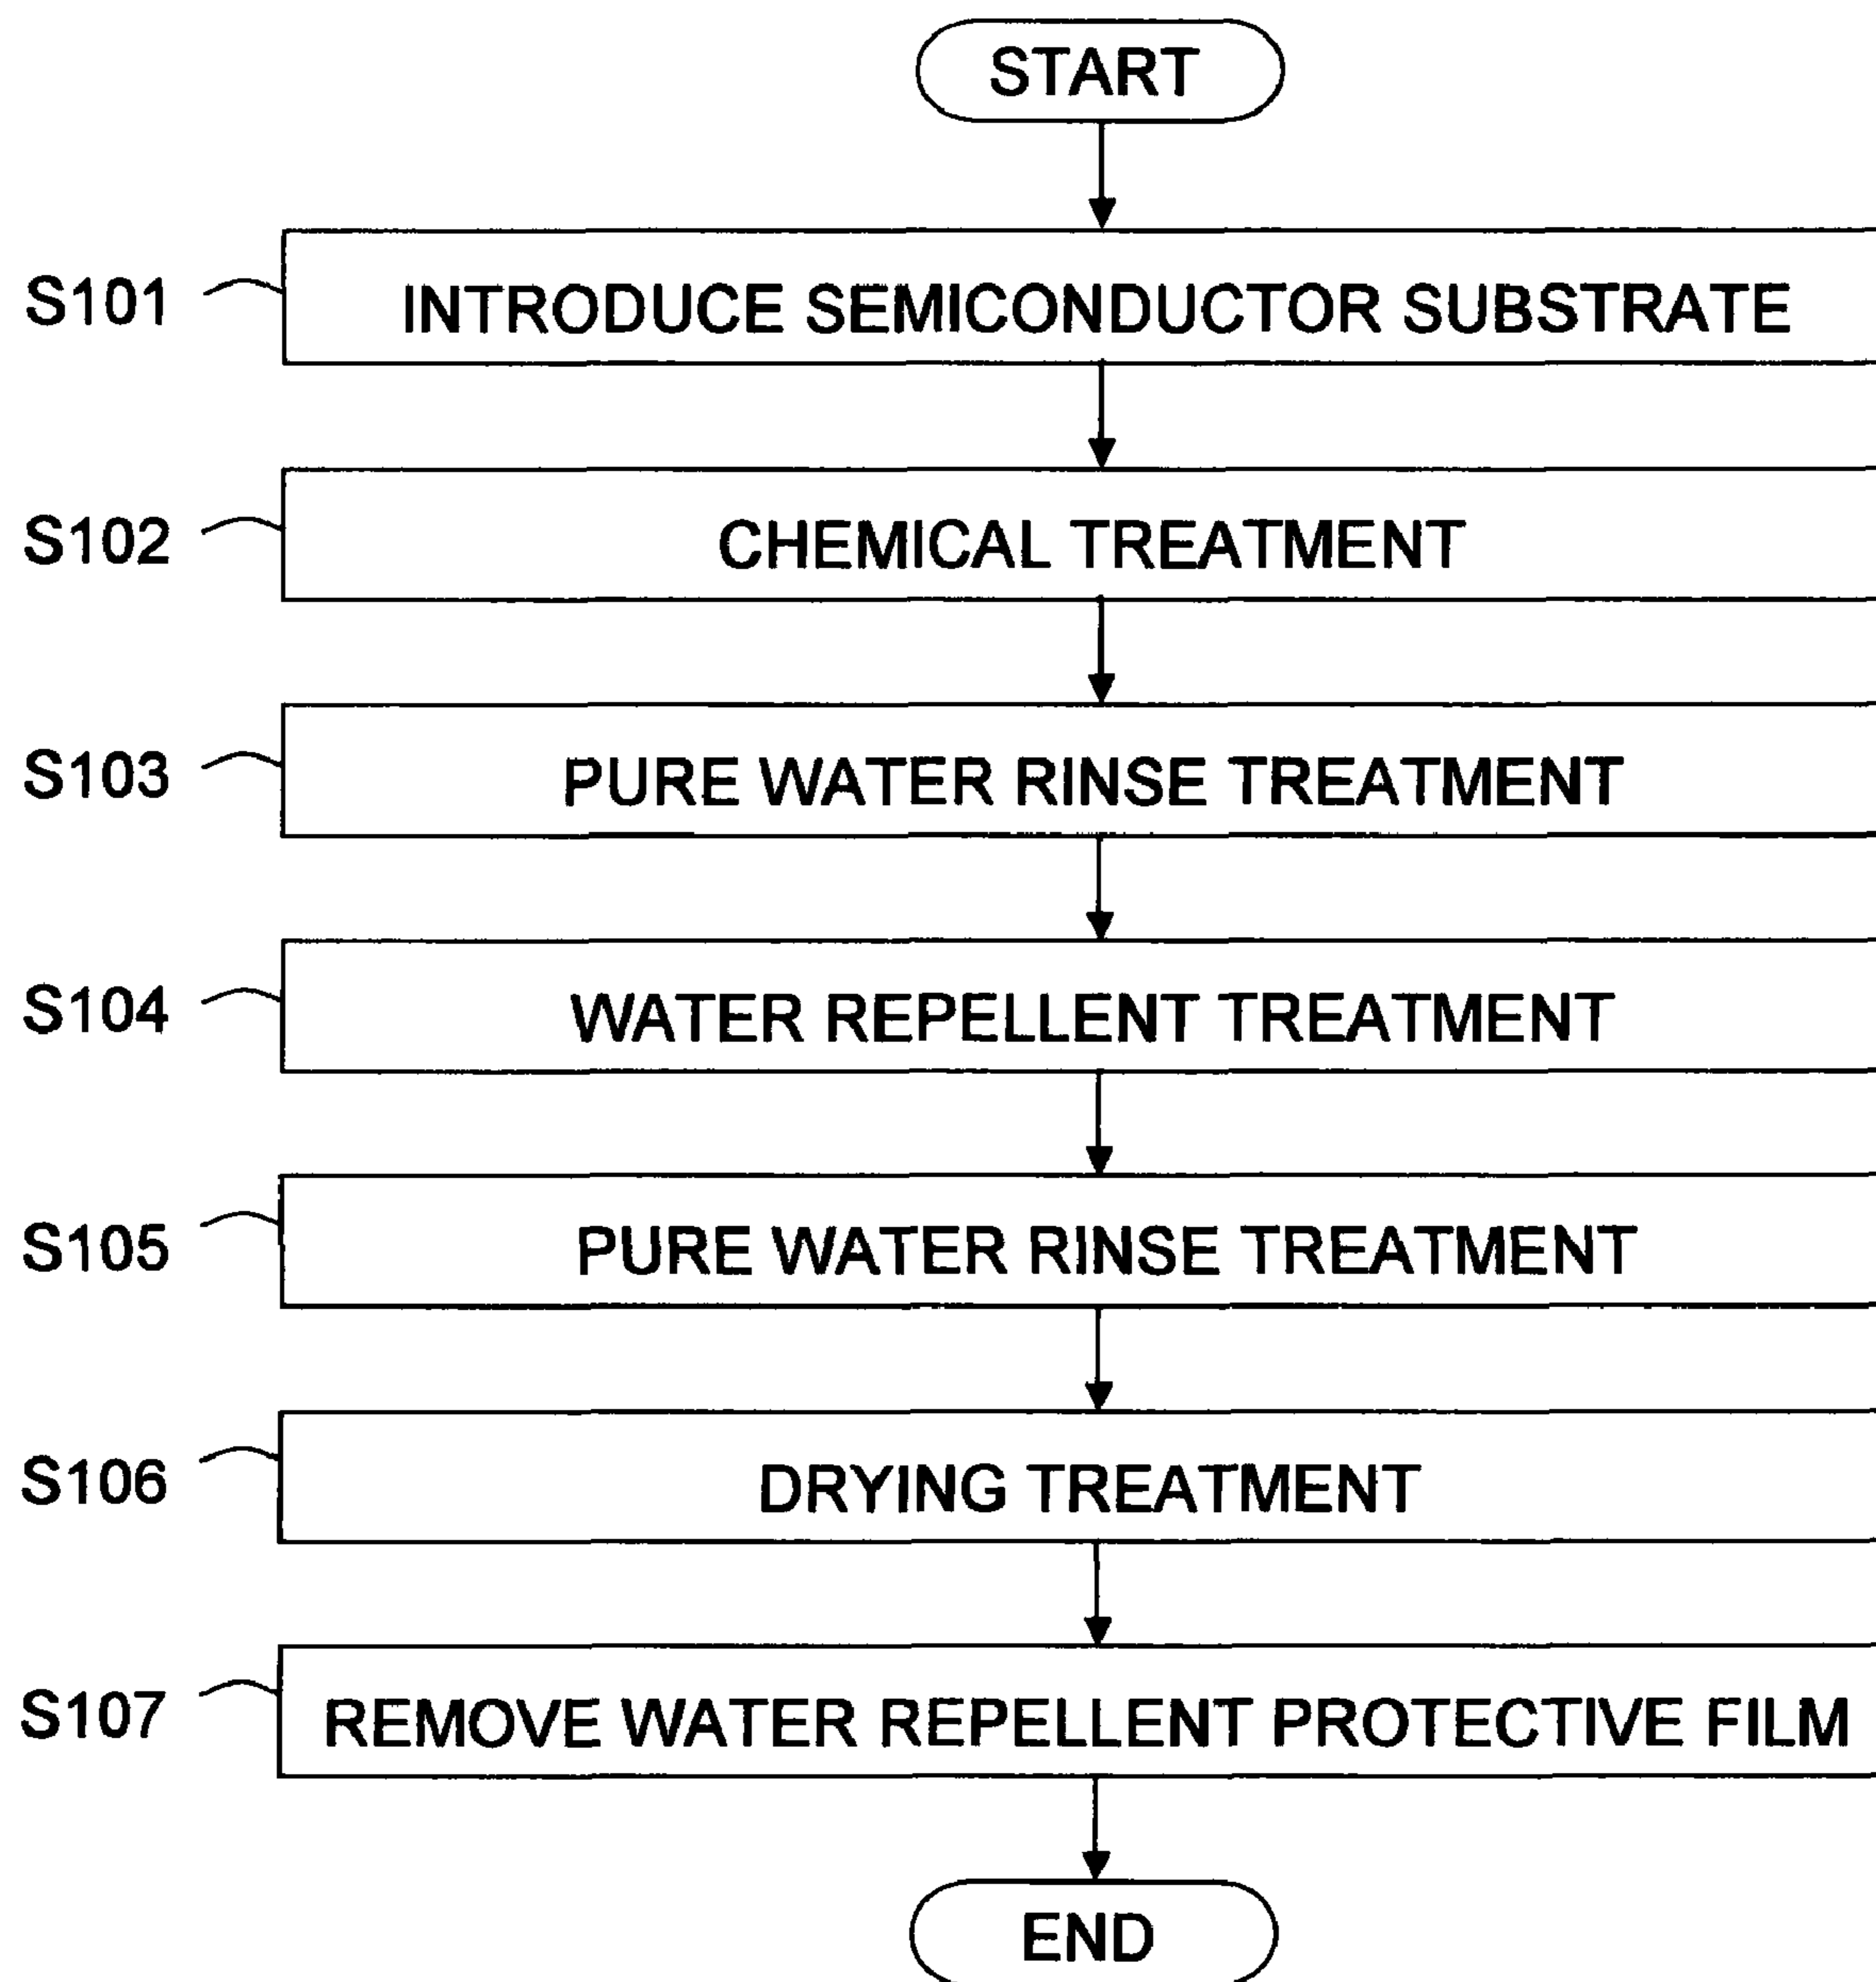 START
S101 INTRODUCE SEMICONDUCTOR SUBSTRATE
S102 CHEMICAL TREATMENT
S103 PURE WATER RINSE TREATMENT
S104 WATER REPELLENT TREATMENT
S105 PURE WATER RINSE TREATMENT
S106 DRYING TREATMENT
S107 REMOVE WATER REPELLENT PROTECTIVE FILM
END